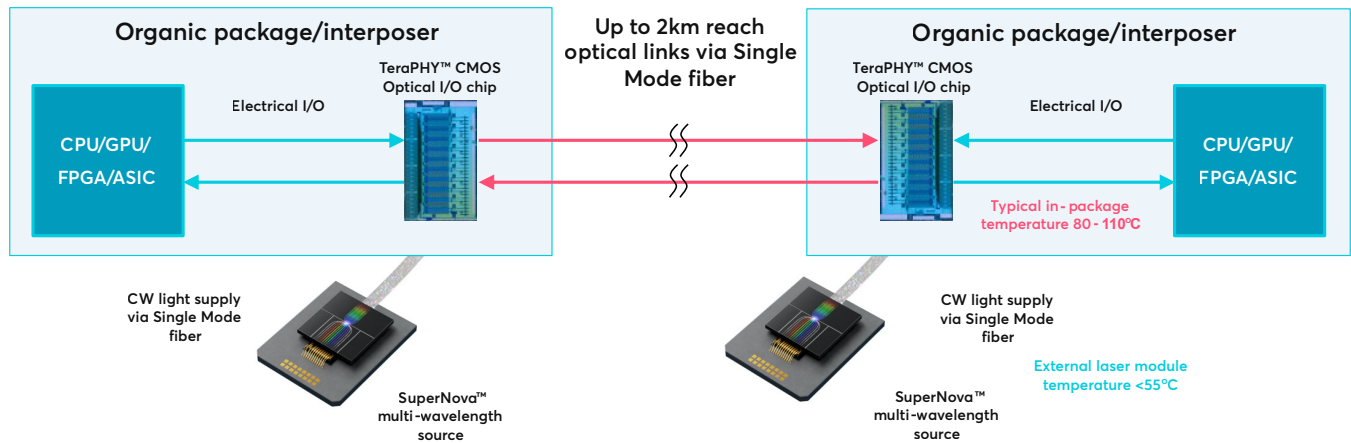 Organic package/interposer
TeraPHY™ CMOS
Optical I/O chip
Electrical I/O
CPU/GPU/
FPGA/ASIC
Up to 2km reach
optical links via Single
Mode fiber
Organic package/interposer
TeraPHY™ CMOS
Optical I/O chip
Electrical I/O
CPU/GPU/
FPGA/ASIC
Typical in-package
temperature 80 - 110ºC
CW light supply
via Single Mode
fiber
SuperNova™
multi-wavelength
source
CW light supply
via Single Mode
fiber
External laser module
temperature <55ºC
SuperNova™
multi-wavelength
source